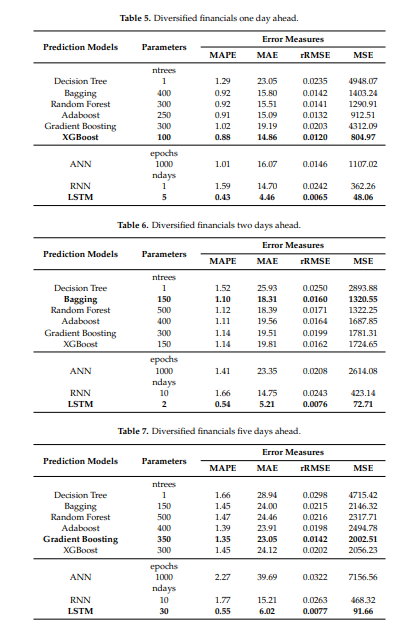 Table 5. Diversified financials one day ahead.
Prediction Models Parameters Error Measures
MAPE MAE rRMSE MSE
ntrees
Decision Tree 1 1.29 23.05 0.0235 4948.07
Bagging 400 0.92 15.80 0.0142 1403.24
Random Forest 300 0.92 15.51 0.0141 1290.91
Adaboost 250 0.91 15.09 0.0132 912.51
Gradient Boosting 300 1.02 19.19 0.0203 4312.09
XGBoost 100 0.88 14.86 0.0120 804.97
epochs
ANN 1000 1.01 16.07 0.0146 1107.02
ndays
RNN 1 1.59 14.70 0.0242 362.26
LSTM 5 0.43 4.46 0.0065 48.06
Table 6. Diversified financials two days ahead.
Prediction Models Parameters Error Measures
MAPE MAE rRMSE MSE
ntrees
Decision Tree 1 1.52 25.93 0.0250 2893.88
Bagging 150 1.10 18.31 0.0160 1320.55
Random Forest 500 1.12 18.39 0.0171 1322.25
Adaboost 400 1.11 19.56 0.0164 1687.85
Gradient Boosting 300 1.14 19.51 0.0199 1781.31
XGBoost 150 1.14 19.81 0.0162 1724.65
epochs
ANN 1000 1.41 23.35 0.0208 2614.08
ndays
RNN 10 1.66 14.75 0.0243 423.14
LSTM 2 0.54 5.21 0.0076 72.71
Table 7. Diversified financials five days ahead.
Prediction Models Parameters Error Measures
MAPE MAE rRMSE MSE
ntrees
Decision Tree 1 1.66 28.94 0.0298 4715.42
Bagging 150 1.45 24.00 0.0215 2146.32
Random Forest 500 1.47 24.46 0.0216 2317.71
Adaboost 400 1.39 23.91 0.0198 2494.78
Gradient Boosting 350 1.35 23.05 0.0142 2002.51
XGBoost 300 1.45 24.12 0.0202 2056.23
epochs
ANN 1000 2.27 39.69 0.0322 7156.56
ndays
RNN 10 1.77 15.21 0.0263 468.32
LSTM 30 0.55 6.02 0.0077 91.66